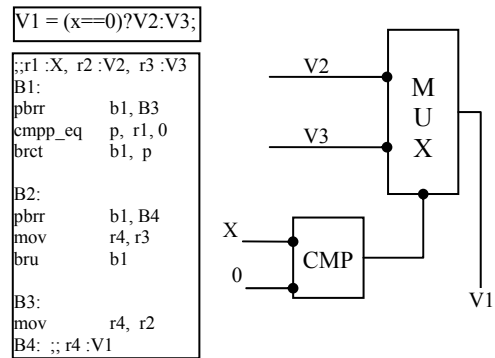 V1 = (x==0)?V2:V3;
;;r1 :X, r2 :V2, r3 :V3
B1:
pbrr b1, B3
cmpp_eq p, r1, 0
brct b1, p
B2:
pbrr b1, B4
mov r4, r3
bru b1
B3:
mov r4, r2
B4: ;; r4 :V1
V2
V3
M
U
X
X
0
CMP
V1